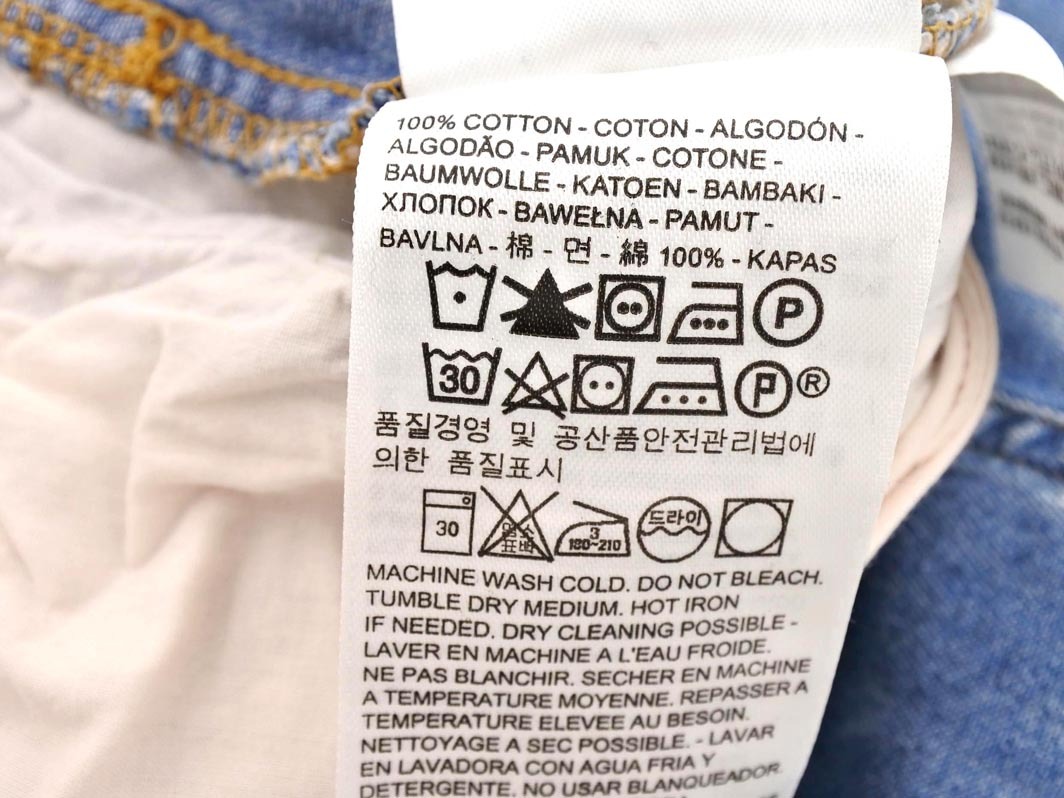 100% COTTON - COTON - ALGODÓN -
ALGODÃO - PAMUK - COTONE -
BAUMWOLLE - KATOEN - BAMBAKI -
ХЛОПОК - BAWEŁNA - PAMUT -
BAVLNA - 棉 - 면 - 綿 100% - KAPAS
P
30 P ®
품질경영 및 공산품안전관리법에
의한 품질표시
30 염소 표백 3 180~210 드라이
MACHINE WASH COLD. DO NOT BLEACH.
TUMBLE DRY MEDIUM. HOT IRON
IF NEEDED. DRY CLEANING POSSIBLE -
LAVER EN MACHINE A L'EAU FROIDE.
NE PAS BLANCHIR. SECHER EN MACHINE
A TEMPERATURE MOYENNE. REPASSER A
TEMPERATURE ELEVEE AU BESOIN.
NETTOYAGE A SEC POSSIBLE. - LAVAR
EN LAVADORA CON AGUA FRIA Y
DETERGENTE. NO USAR BLANQUEADOR.